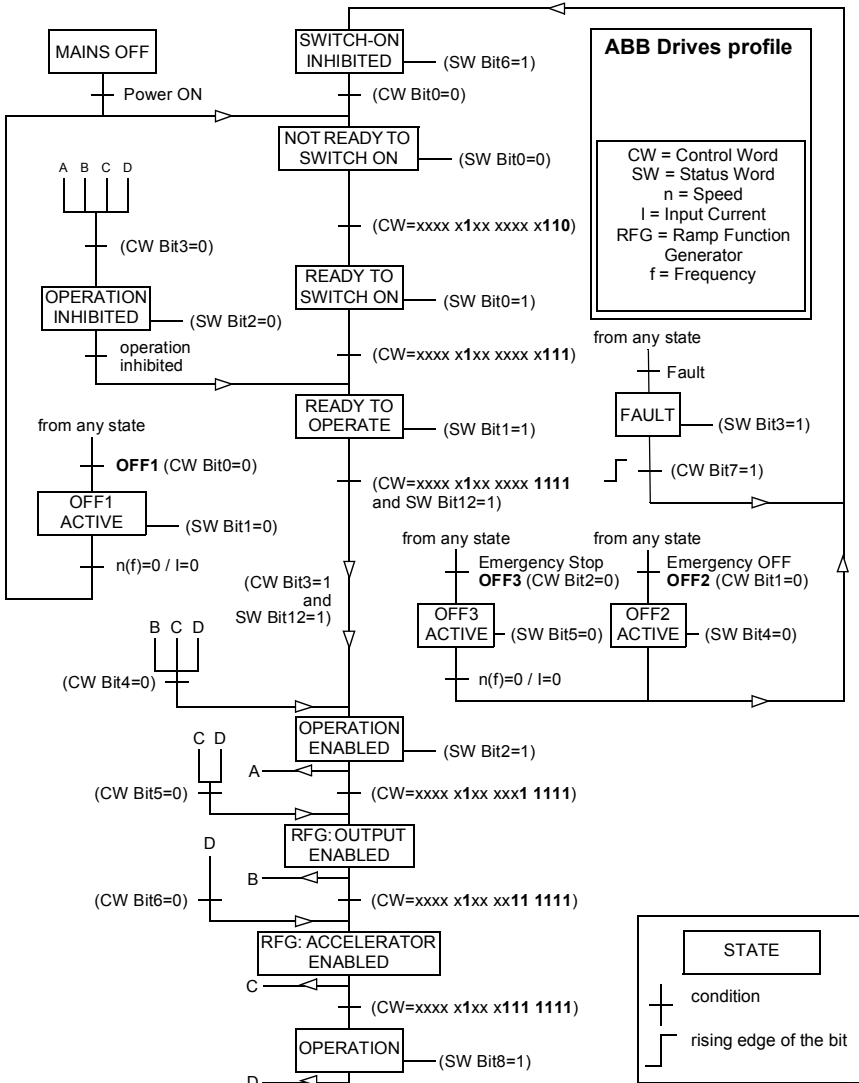 MAINS OFF
Power ON
SWITCH-ON
INHIBITED
(SW Bit6=1)
(CW Bit0=0)
NOT READY TO
SWITCH ON
(SW Bit0=0)
(CW=xxxx x1xx xxxx x110)
READY TO
SWITCH ON
(SW Bit0=1)
(CW=xxxx x1xx xxxx x111)
READY TO
OPERATE
(SW Bit1=1)
(CW=xxxx x1xx xxxx 1111
and SW Bit12=1)
A B C D
(CW Bit3=0)
OPERATION
INHIBITED
(SW Bit2=0)
operation
inhibited
from any state
OFF1 (CW Bit0=0)
OFF1
ACTIVE
(SW Bit1=0)
n(f)=0 / I=0
(CW Bit3=1
and
SW Bit12=1)
ABB Drives profile
CW = Control Word
SW = Status Word
n = Speed
I = Input Current
RFG = Ramp Function
Generator
f = Frequency
from any state
Fault
FAULT
(SW Bit3=1)
(CW Bit7=1)
from any state
Emergency Stop
OFF3 (CW Bit2=0)
OFF3
ACTIVE
(SW Bit5=0)
n(f)=0 / I=0
from any state
Emergency OFF
OFF2 (CW Bit1=0)
OFF2
ACTIVE
(SW Bit4=0)
B C D
(CW Bit4=0)
OPERATION
ENABLED
(SW Bit2=1)
A
(CW=xxxx x1xx xxx1 1111)
C D
(CW Bit5=0)
RFG: OUTPUT
ENABLED
B
(CW=xxxx x1xx xx11 1111)
D
(CW Bit6=0)
RFG: ACCELERATOR
ENABLED
C
(CW=xxxx x1xx x111 1111)
OPERATION
(SW Bit8=1)
D
STATE
condition
rising edge of the bit